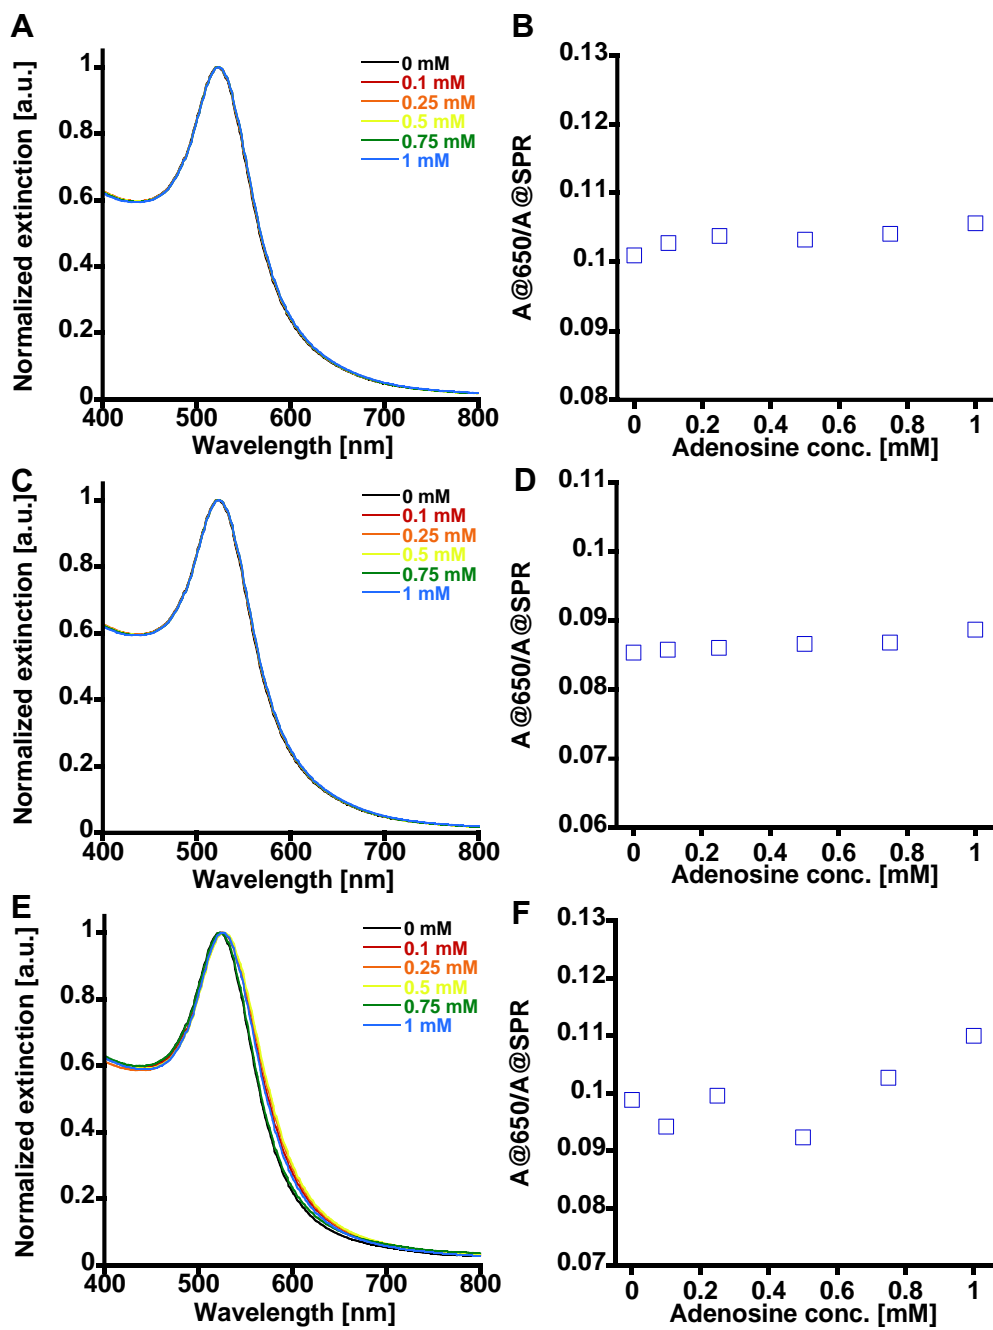 A
Normalized extinction [a.u.]
1
0.8
0.6
0.4
0.2
0
400 500 600 700 800
Wavelength [nm]
0 mM
0.1 mM
0.25 mM
0.5 mM
0.75 mM
1 mM
B
A@650/A@SPR
0.13
0.12
0.11
0.1
0.09
0.08
0 0.2 0.4 0.6 0.8 1
Adenosine conc. [mM]
C
Normalized extinction [a.u.]
1
0.8
0.6
0.4
0.2
0
400 500 600 700 800
Wavelength [nm]
0 mM
0.1 mM
0.25 mM
0.5 mM
0.75 mM
1 mM
D
A@650/A@SPR
0.11
0.1
0.09
0.08
0.07
0.06
0 0.2 0.4 0.6 0.8 1
Adenosine conc. [mM]
E
Normalized extinction [a.u.]
1
0.8
0.6
0.4
0.2
0
400 500 600 700 800
Wavelength [nm]
0 mM
0.1 mM
0.25 mM
0.5 mM
0.75 mM
1 mM
F
A@650/A@SPR
0.13
0.12
0.11
0.1
0.09
0.08
0.07
0 0.2 0.4 0.6 0.8 1
Adenosine conc. [mM]